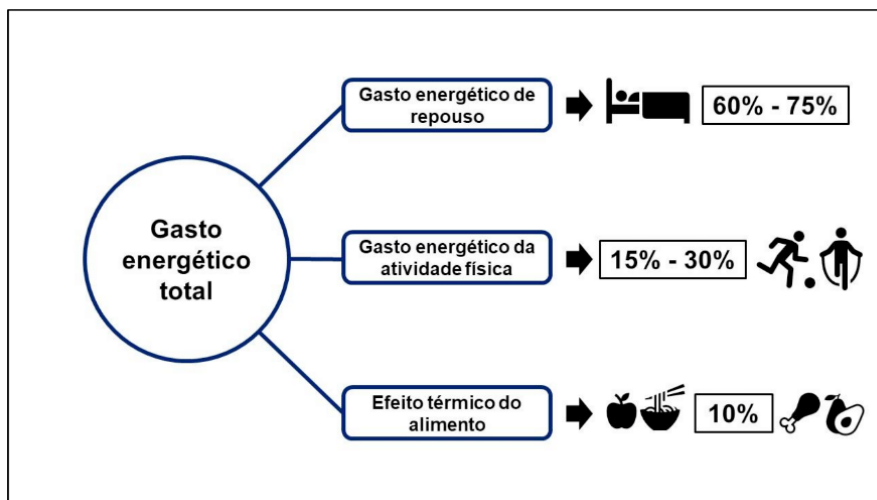 Gasto energético de
repouso
60% - 75%
Gasto
energético
total
Gasto energético da
atividade física
15% - 30%
Efeito térmico do
alimento
10%